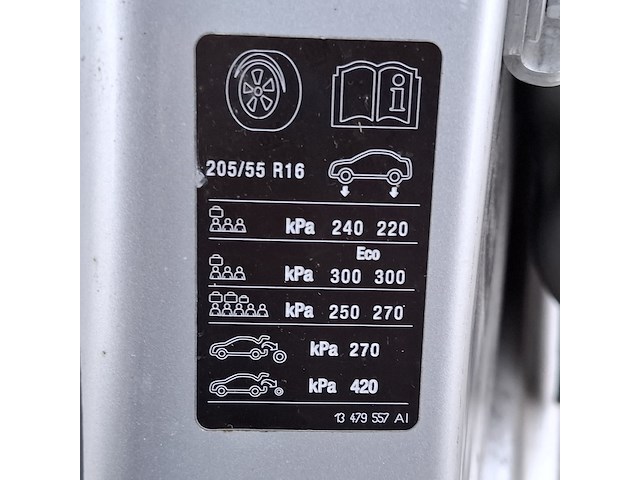 205/55 R16
kPa 240 220
Eco
kPa 300 300
kPa 250 270
kPa 270
kPa 420
13 479 557 AI